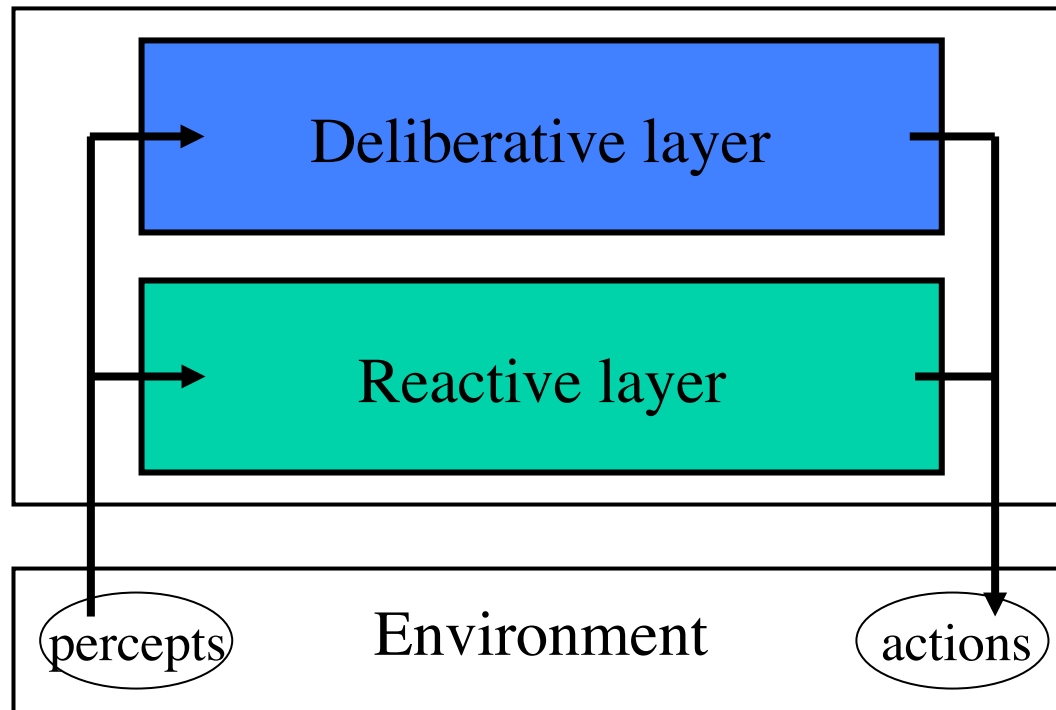 Deliberative layer
Reactive layer
percepts
Environment
actions